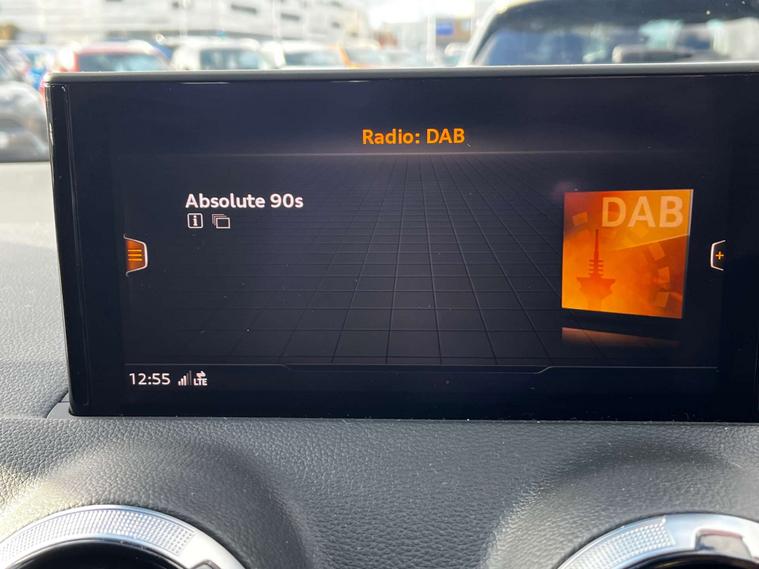 Radio: DAB
Absolute 90s
DAB
12:55 LTE